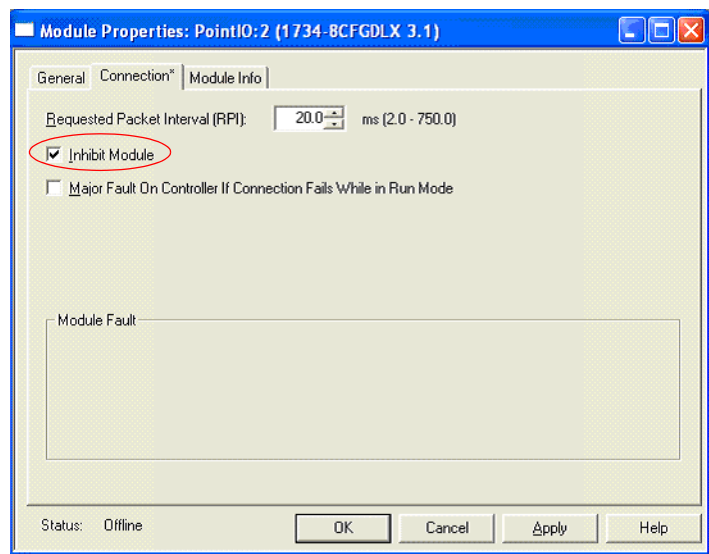 Module Properties: PointIO:2 (1734-8CFGDLX 3.1)
General Connection* Module Info
Requested Packet Interval (RPI): 20.0 ms (2.0 - 750.0)
Inhibit Module
Major Fault On Controller If Connection Fails While in Run Mode
Module Fault
Status: Offline OK Cancel Apply Help